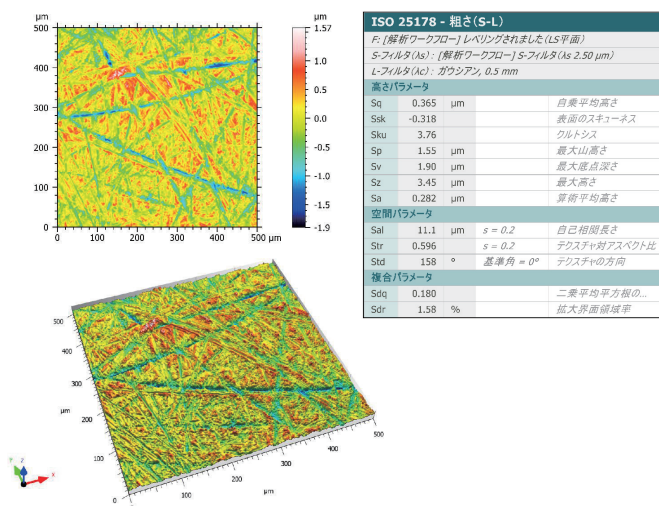 µm
500
400
300
200
100
0
0 100 200 300 400 500 µm
µm
1.57
1.0
0.5
0.0
-0.5
-1.0
-1.5
-1.9
ISO 25178 - 粗さ(S-L)
F: [解析ワークフロー] レベリングされました(LS平面)
S-フィルタ(λs): [解析ワークフロー] S-フィルタ(λs 2.50 µm)
L-フィルタ(λc): ガウシアン, 0.5 mm
高さパラメータ
Sq 0.365 µm 自乗平均高さ
Ssk -0.318 表面のスキューネス
Sku 3.76 クルトシス
Sp 1.55 µm 最大山高さ
Sv 1.90 µm 最大底点深さ
Sz 3.45 µm 最大高さ
Sa 0.282 µm 算術平均高さ
空間パラメータ
Sal 11.1 µm s = 0.2 自己相関長さ
Str 0.596 s = 0.2 テクスチャ対アスペクト比
Std 158 ° 基準角 = 0° テクスチャの方向
複合パラメータ
Sdq 0.180 二乗平均平方根の...
Sdr 1.58 % 拡大界面領域率
500
400
300
µm
200
100
0
0
100
200
µm
300
400
500
Y Z X